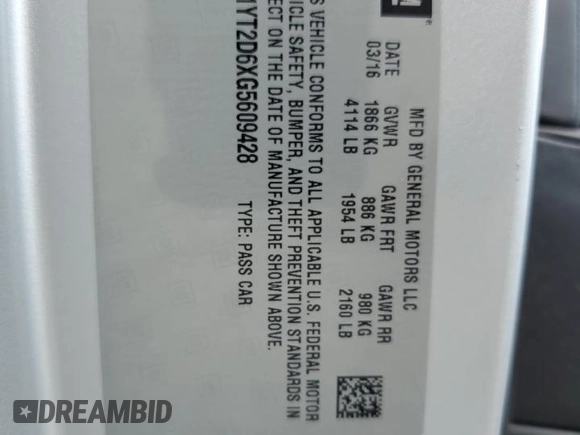 GM
MFD BY GENERAL MOTORS LLC
DATE GVWR GAWR FRT GAWR RR
03/16 1866 KG 886 KG 980 KG
4114 LB 1954 LB 2160 LB
S VEHICLE CONFORMS TO ALL APPLICABLE U.S. FEDERAL MOTOR
ICLE SAFETY, BUMPER, AND THEFT PREVENTION STANDARDS IN
ECT ON THE DATE OF MANUFACTURE SHOWN ABOVE.
1YT2D6XG5609428 TYPE: PASS CAR
DREAMBID